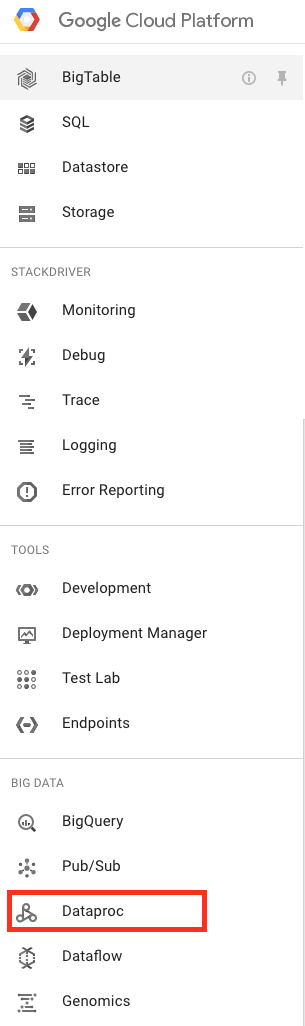 Google Cloud Platform
BigTable
SQL
Datastore
Storage
STACKDRIVER
Monitoring
Debug
Trace
Logging
Error Reporting
TOOLS
Development
Deployment Manager
Test Lab
Endpoints
BIG DATA
BigQuery
Pub/Sub
Dataproc
Dataflow
Genomics